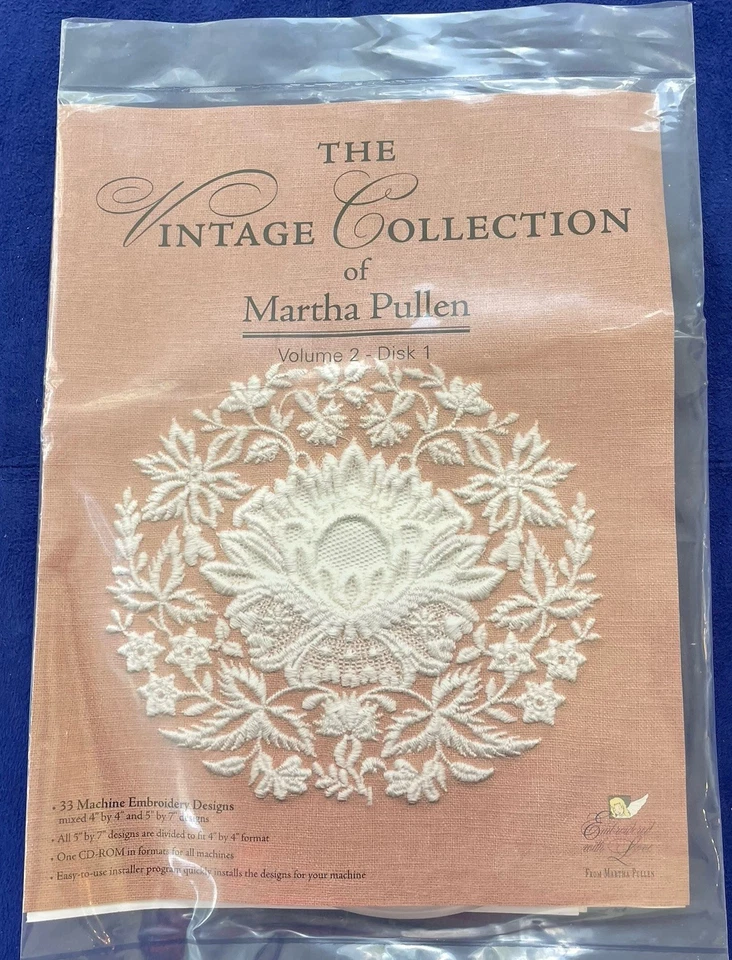 THE
VINTAGE COLLECTION
of
Martha Pullen
Volume 2 - Disk 1
• 33 Machine Embroidery Designs
mixed 4" by 4" and 5" by 7" designs
• All 5" by 7" designs are divided to fit 4" by 4" format
• One CD-ROM in formats for all machines
• Easy-to-use installer program quickly installs the designs for your machine
Embroidered
with Love
FROM MARTHA PULLEN